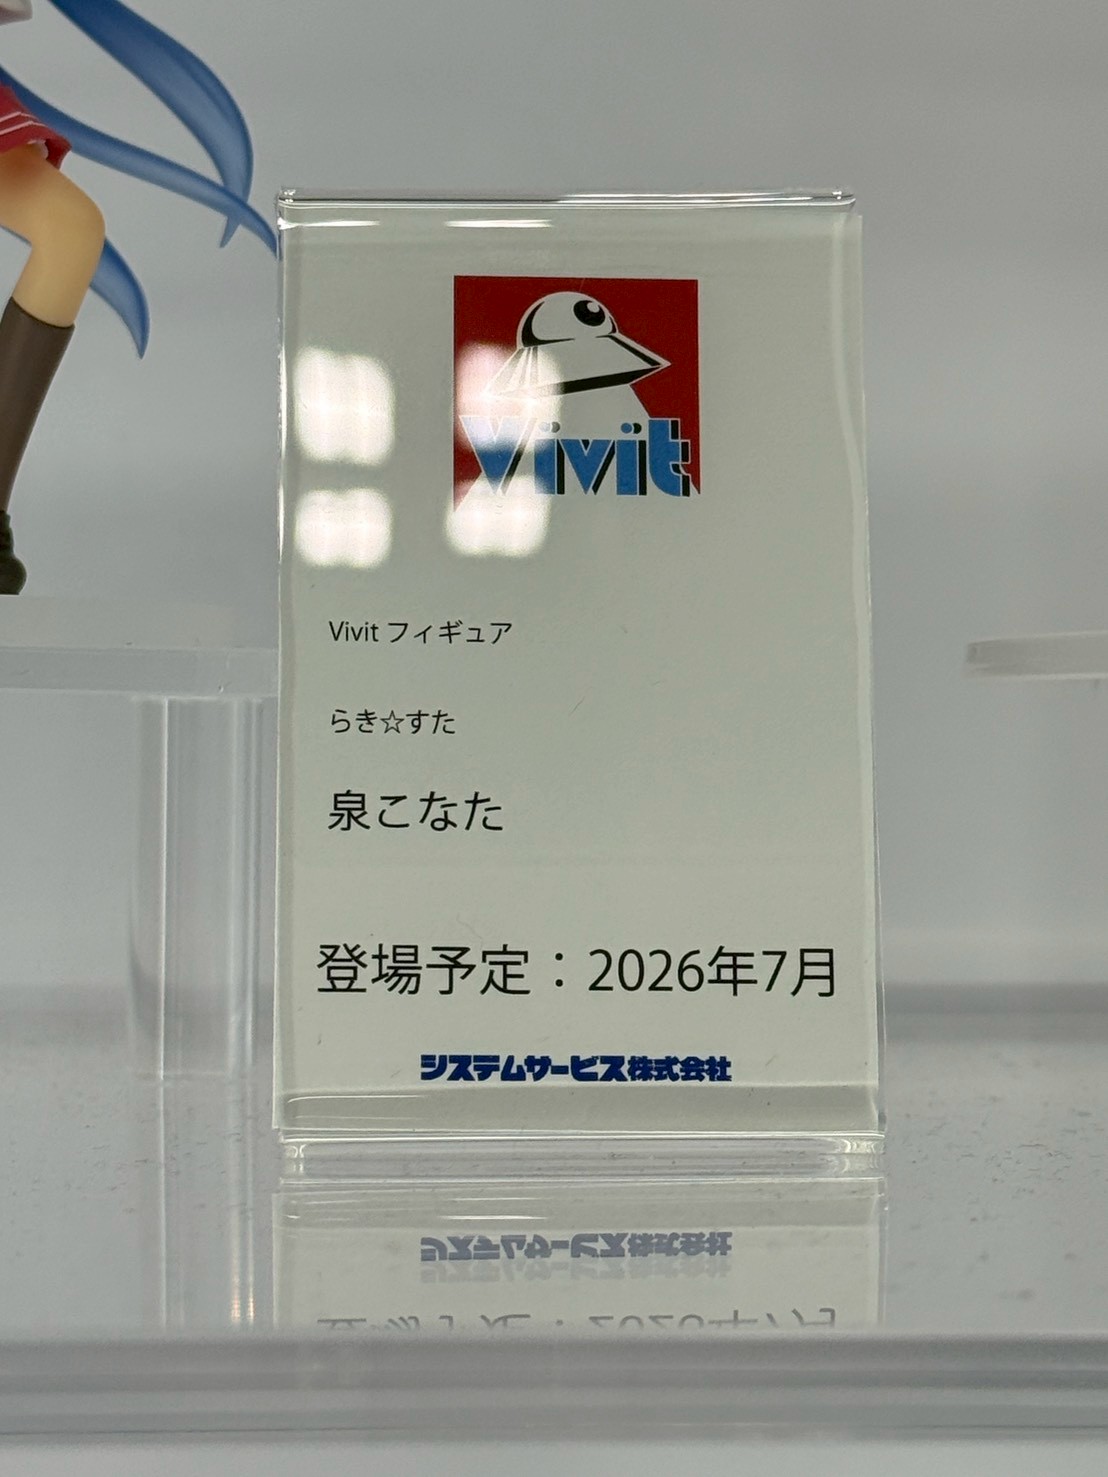 Vivit
Vivit フィギュア
らき☆すた
泉こなた
登場予定：2026年7月
システムサービス株式会社